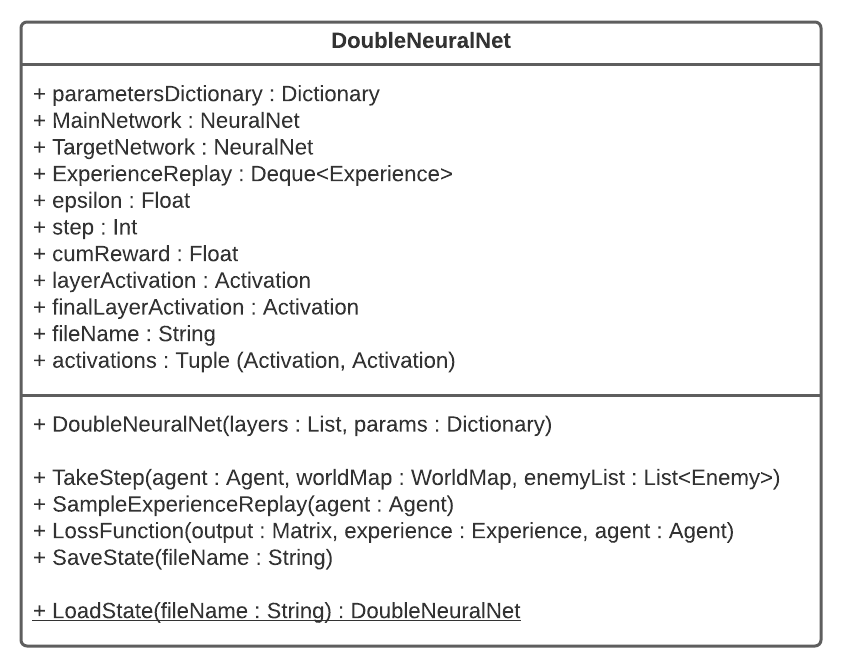 DoubleNeuralNet
+ parametersDictionary : Dictionary
+ MainNetwork : NeuralNet
+ TargetNetwork : NeuralNet
+ ExperienceReplay : Deque<Experience>
+ epsilon : Float
+ step : Int
+ cumReward : Float
+ layerActivation : Activation
+ finalLayerActivation : Activation
+ fileName : String
+ activations : Tuple (Activation, Activation)
+ DoubleNeuralNet(layers : List, params : Dictionary)
+ TakeStep(agent : Agent, worldMap : WorldMap, enemyList : List<Enemy>)
+ SampleExperienceReplay(agent : Agent)
+ LossFunction(output : Matrix, experience : Experience, agent : Agent)
+ SaveState(fileName : String)
+ LoadState(fileName : String) : DoubleNeuralNet